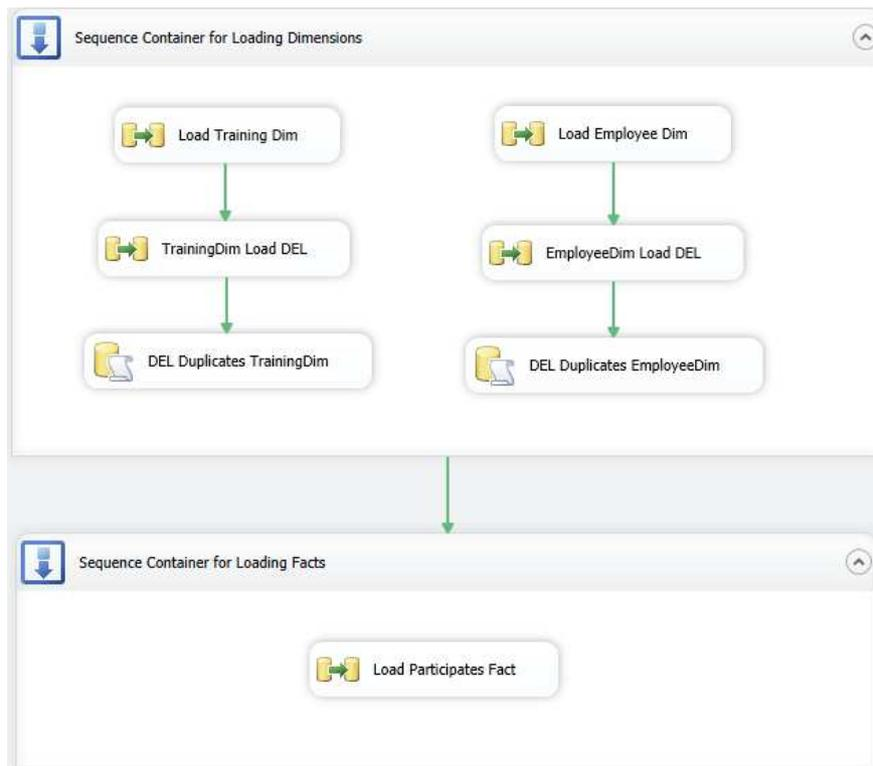 Sequence Container for Loading Dimensions
Load Training Dim
Load Employee Dim
TrainingDim Load DEL
EmployeeDim Load DEL
DEL Duplicates TrainingDim
DEL Duplicates EmployeeDim
Sequence Container for Loading Facts
Load Participates Fact